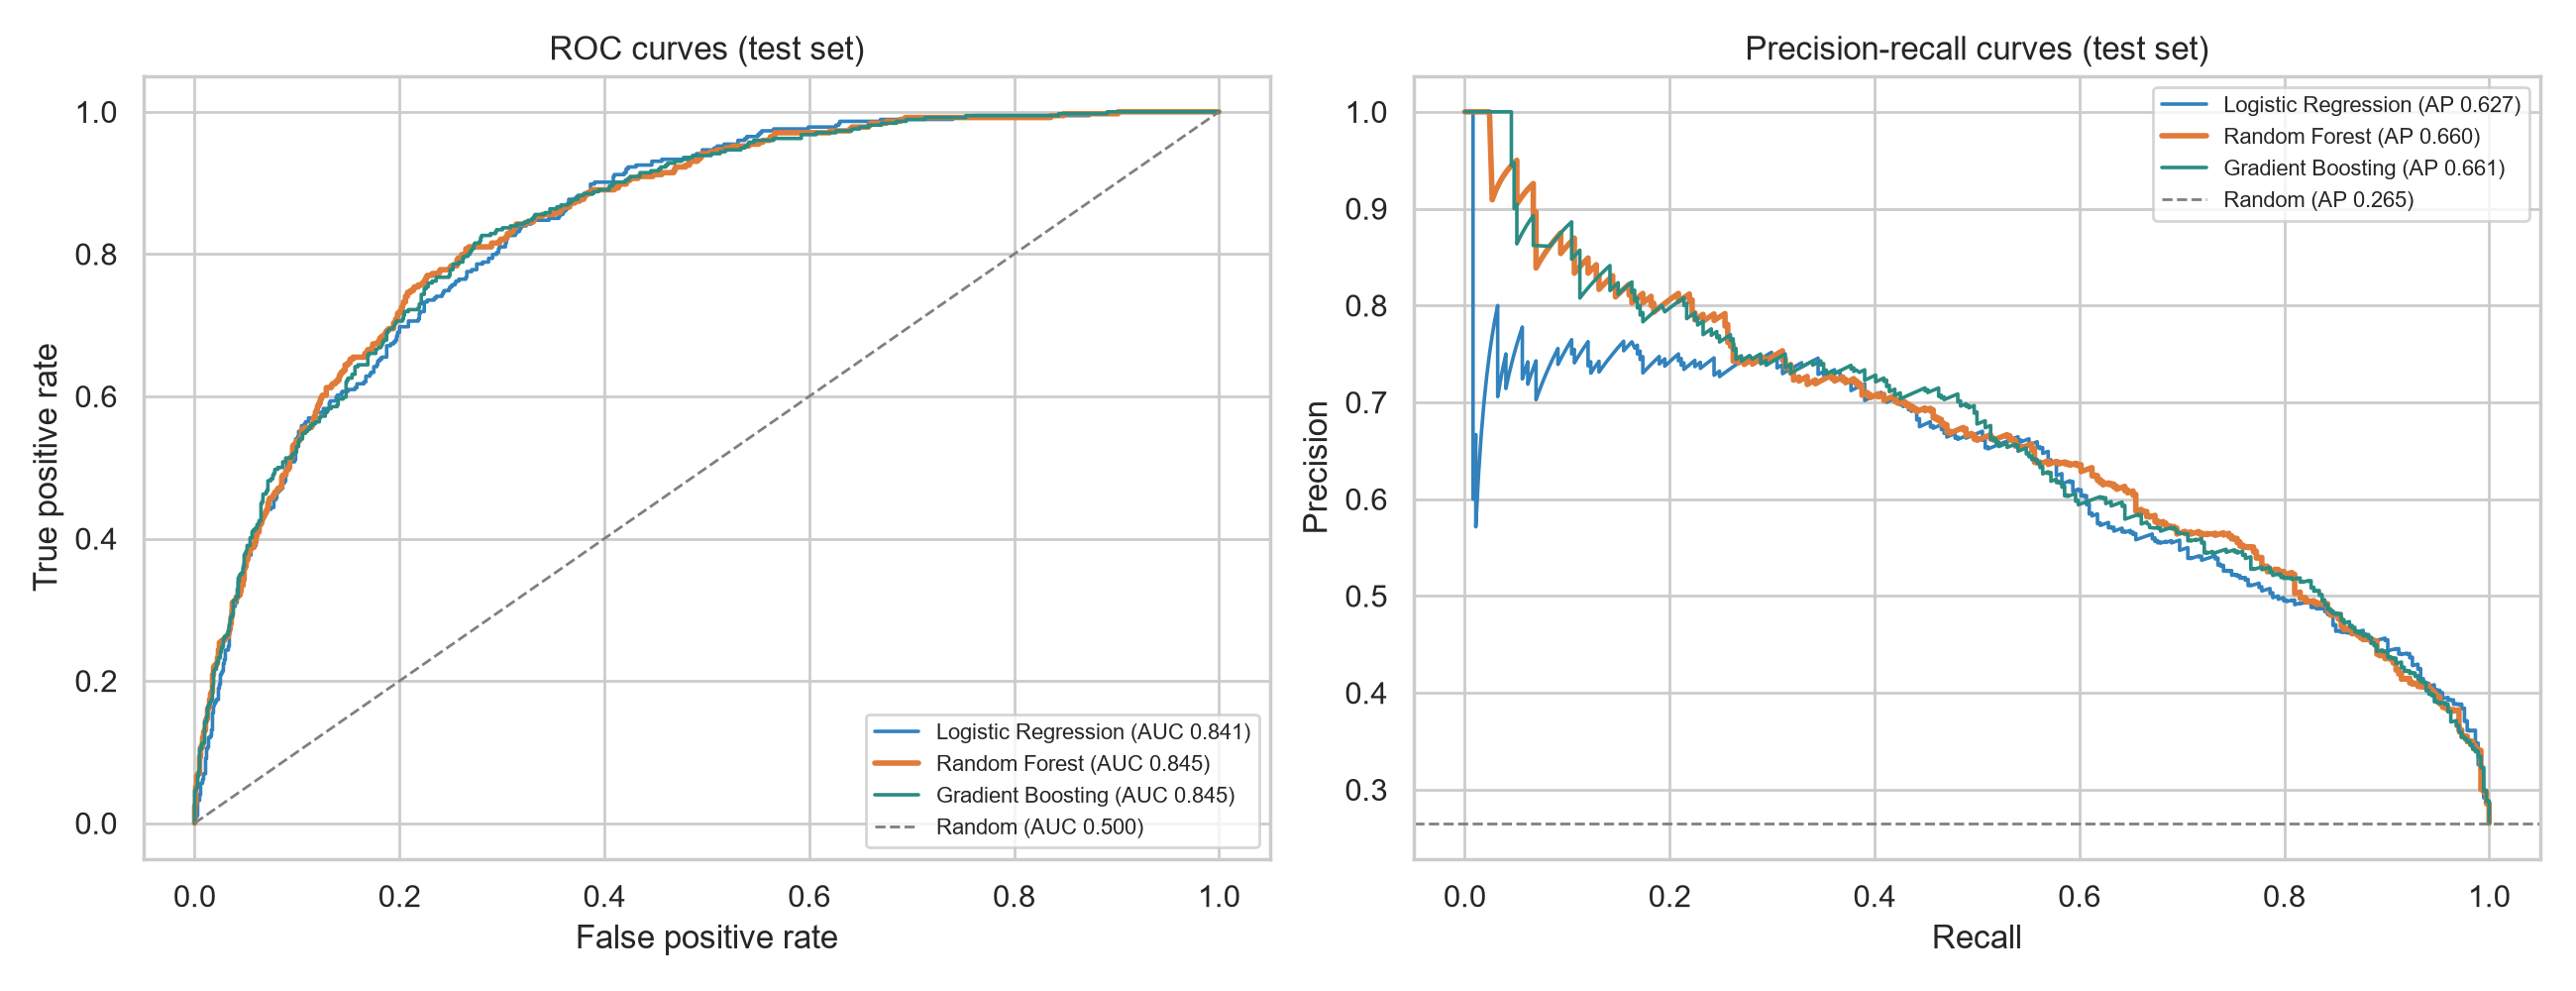 ROC curves (test set)
True positive rate
1.0
0.8
0.6
0.4
0.2
0.0
Logistic Regression (AUC 0.841)
Random Forest (AUC 0.845)
Gradient Boosting (AUC 0.845)
Random (AUC 0.500)
0.0 0.2 0.4 0.6 0.8 1.0
False positive rate
Precision-recall curves (test set)
Precision
1.0
0.9
0.8
0.7
0.6
0.5
0.4
0.3
Logistic Regression (AP 0.627)
Random Forest (AP 0.660)
Gradient Boosting (AP 0.661)
Random (AP 0.265)
0.0 0.2 0.4 0.6 0.8 1.0
Recall